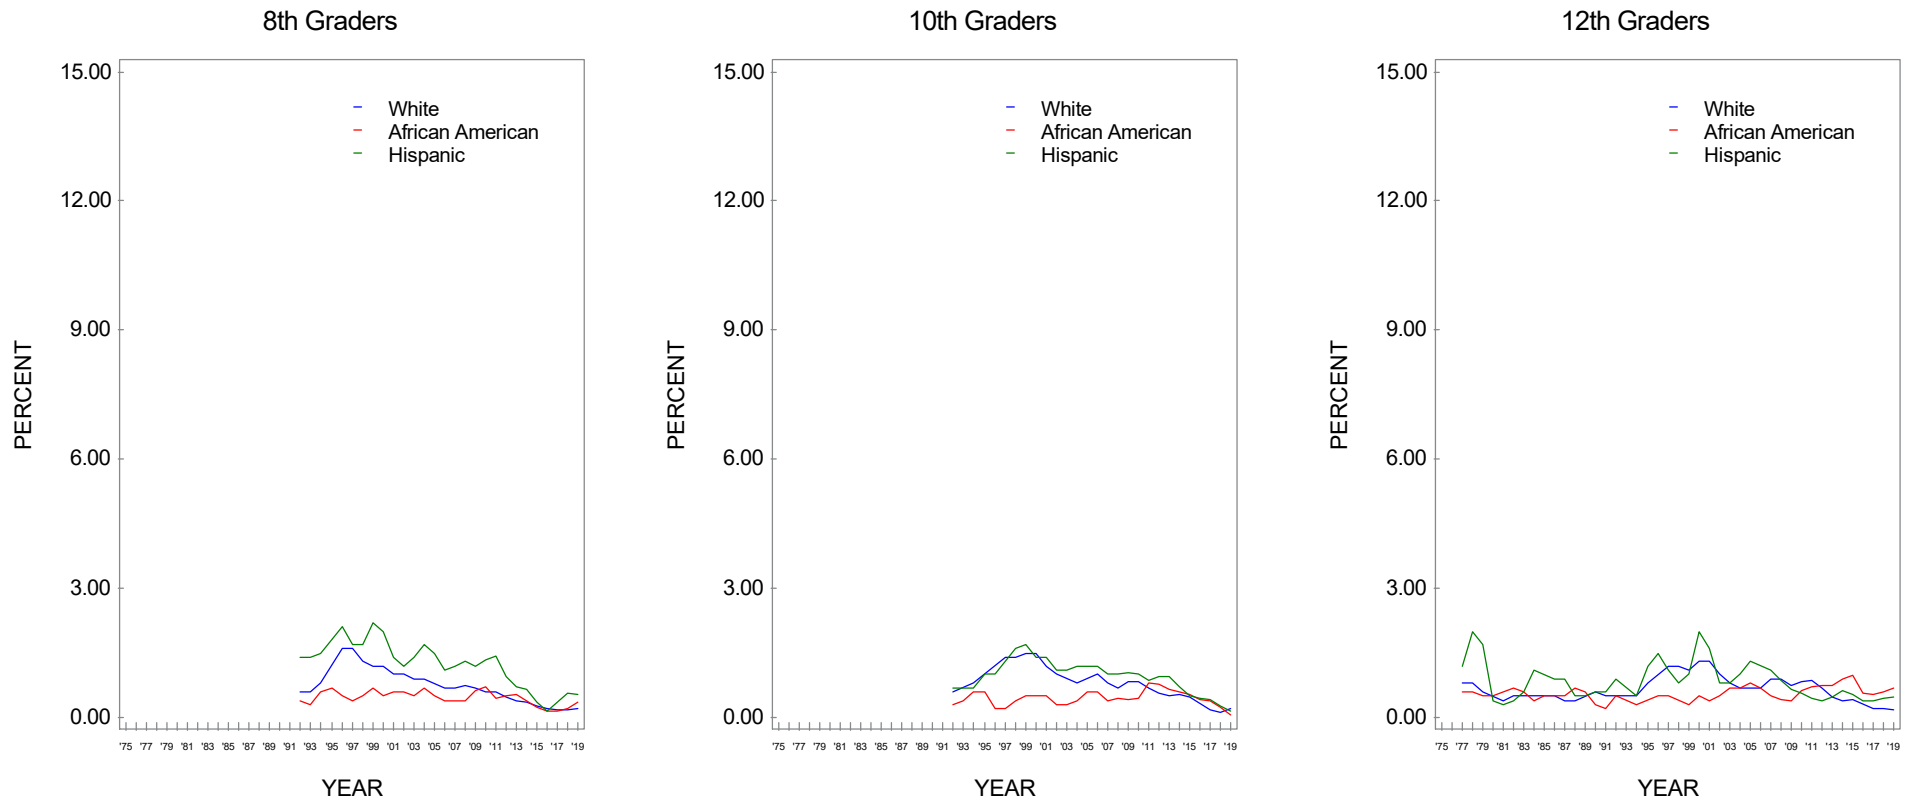 8th Graders
15.00
White
African American
Hispanic
12.00
9.00
PERCENT
6.00
3.00
0.00
'75 '77 '79 '81 '83 '85 '87 '89 '91 '93 '95 '97 '99 '01 '03 '05 '07 '09 '11 '13 '15 '17 '19
YEAR
10th Graders
15.00
White
African American
Hispanic
12.00
9.00
PERCENT
6.00
3.00
0.00
'75 '77 '79 '81 '83 '85 '87 '89 '91 '93 '95 '97 '99 '01 '03 '05 '07 '09 '11 '13 '15 '17 '19
YEAR
12th Graders
15.00
White
African American
Hispanic
12.00
9.00
PERCENT
6.00
3.00
0.00
'75 '77 '79 '81 '83 '85 '87 '89 '91 '93 '95 '97 '99 '01 '03 '05 '07 '09 '11 '13 '15 '17 '19
YEAR